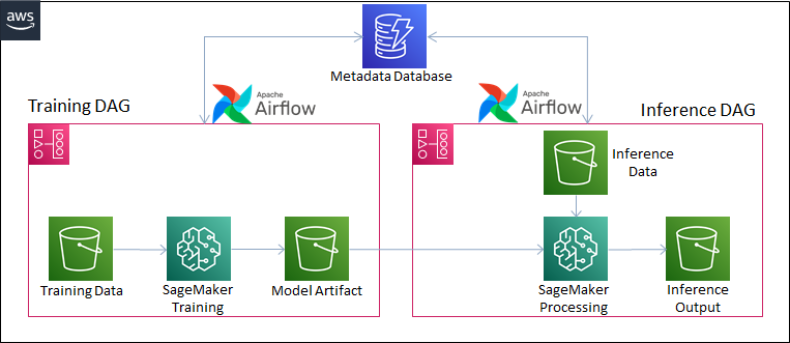 aws
Metadata Database
Training DAG
Apache
Airflow
Apache
Airflow
Inference DAG
Inference
Data
Training Data
SageMaker
Training
Model Artifact
SageMaker
Processing
Inference
Output